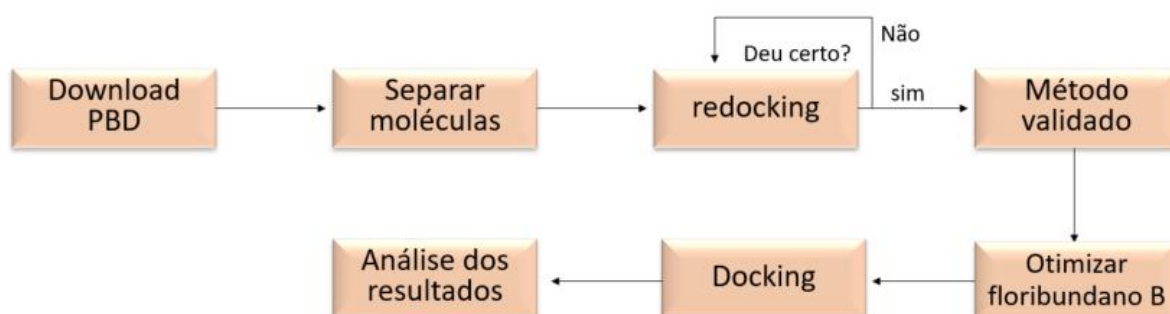 Download
PBD
Separar
moléculas
redocking
Deu certo?
Não
sim
Método
validado
Otimizar
floribundano B
Docking
Análise dos
resultados